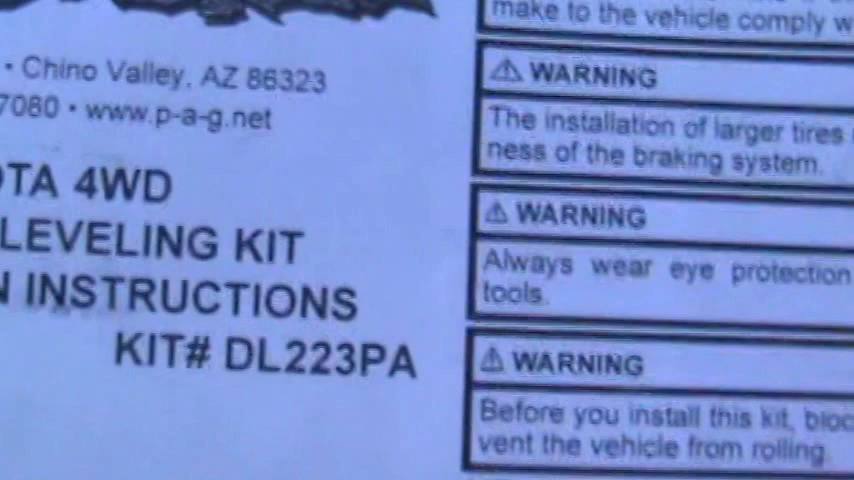 • Chino Valley, AZ 86323
7080 • www.p-a-g.net
OTA 4WD
LEVELING KIT
N INSTRUCTIONS
KIT# DL223PA
make to the vehicle comply w
⚠ WARNING
The installation of larger tires
ness of the braking system.
⚠ WARNING
Always wear eye protection
tools.
⚠ WARNING
Before you install this kit, bloc
vent the vehicle from rolling.